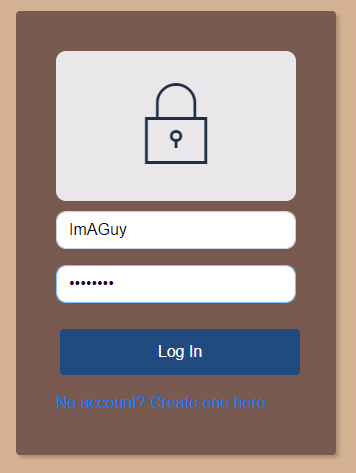 ImAGuy
••••••••
Log In
No account? Create one here.